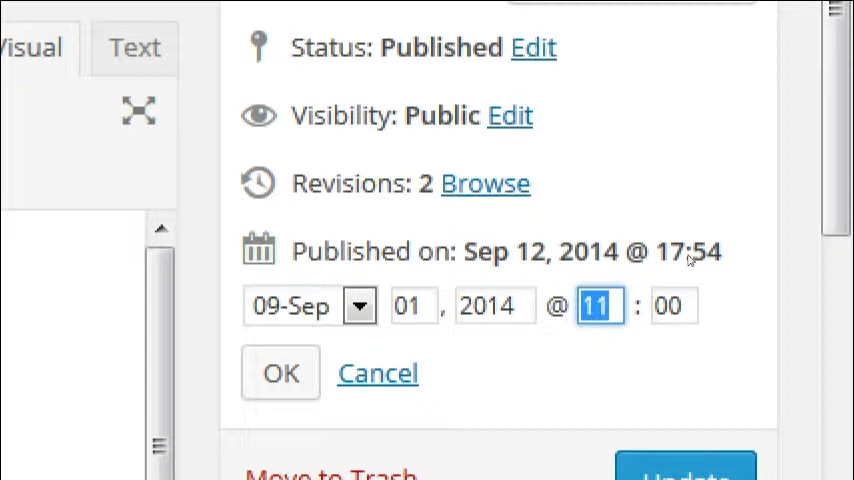 Visual Text
Status: Published Edit
Visibility: Public Edit
Revisions: 2 Browse
Published on: Sep 12, 2014 @ 17:54
09-Sep 01 , 2014 @ 11 : 00
OK Cancel
Move to Trash Update